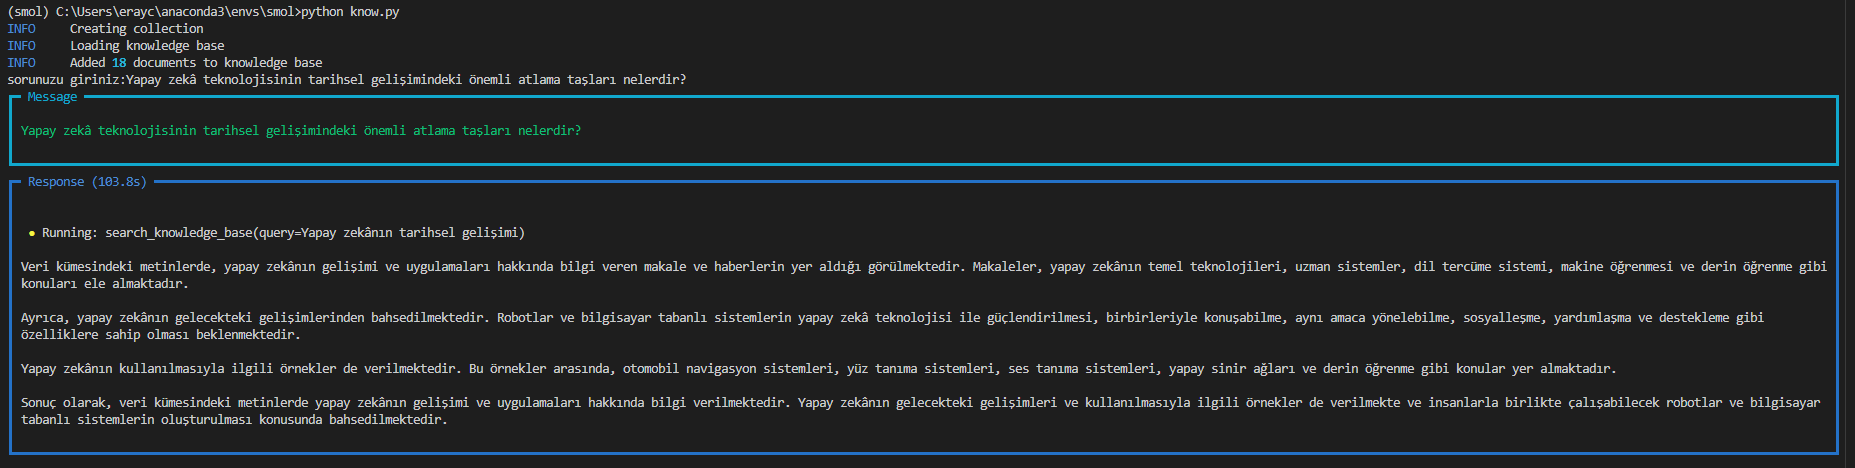 (smol) C:\Users\erayc\anaconda3\envs\smol>python know.py
INFO Creating collection
INFO Loading knowledge base
INFO Added 18 documents to knowledge base
sorunuzu giriniz:Yapay zekâ teknolojisinin tarihsel gelişimindeki önemli atlama taşları nelerdir?
Message
Yapay zekâ teknolojisinin tarihsel gelişimindeki önemli atlama taşları nelerdir?
Response (103.8s)
• Running: search_knowledge_base(query=Yapay zekânın tarihsel gelişimi)
Veri kümesindeki metinlerde, yapay zekânın gelişimi ve uygulamaları hakkında bilgi veren makale ve haberlerin yer aldığı görülmektedir. Makaleler, yapay zekânın temel teknolojileri, uzman sistemler, dil tercüme sistemi, makine öğrenmesi ve derin öğrenme gibi
konuları ele almaktadır.
Ayrıca, yapay zekânın gelecekteki gelişimlerinden bahsedilmektedir. Robotlar ve bilgisayar tabanlı sistemlerin yapay zekâ teknolojisi ile güçlendirilmesi, birbirleriyle konuşabilme, aynı amaca yönelebilme, sosyalleşme, yardımlaşma ve destekleme gibi
özelliklere sahip olması beklenmektedir.
Yapay zekânın kullanılmasıyla ilgili örnekler de verilmektedir. Bu örnekler arasında, otomobil navigasyon sistemleri, yüz tanıma sistemleri, ses tanıma sistemleri, yapay sinir ağları ve derin öğrenme gibi konular yer almaktadır.
Sonuç olarak, veri kümesindeki metinlerde yapay zekânın gelişimi ve uygulamaları hakkında bilgi verilmektedir. Yapay zekânın gelecekteki gelişimleri ve kullanılmasıyla ilgili örnekler de verilmekte ve insanlarla birlikte çalışabilecek robotlar ve bilgisayar
tabanlı sistemlerin oluşturulması konusunda bahsedilmektedir.